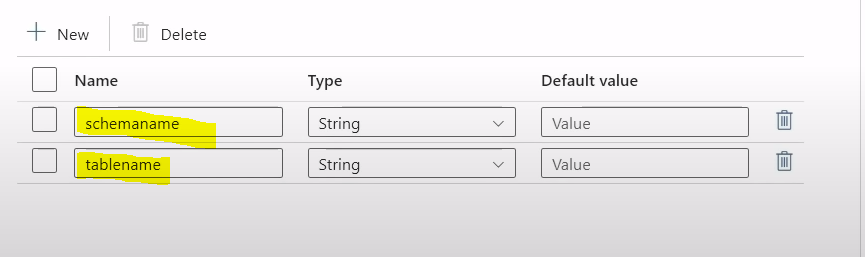 New Delete
Name Type Default value
schemaname String Value
tablename String Value